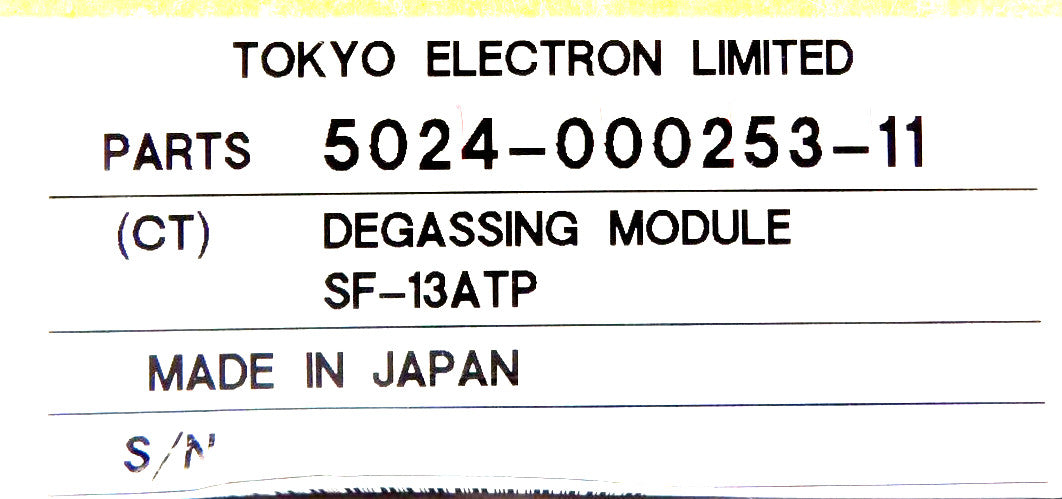 TOKYO ELECTRON LIMITED
PARTS 5024-000253-11
(CT) DEGASSING MODULE
SF-13ATP
MADE IN JAPAN
S/N